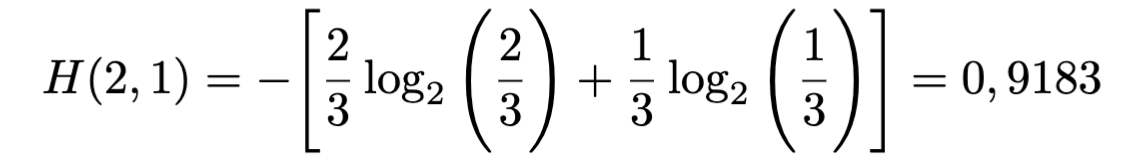 H(2, 1) = −[2/3 log₂(2/3) + 1/3 log₂(1/3)] = 0, 9183